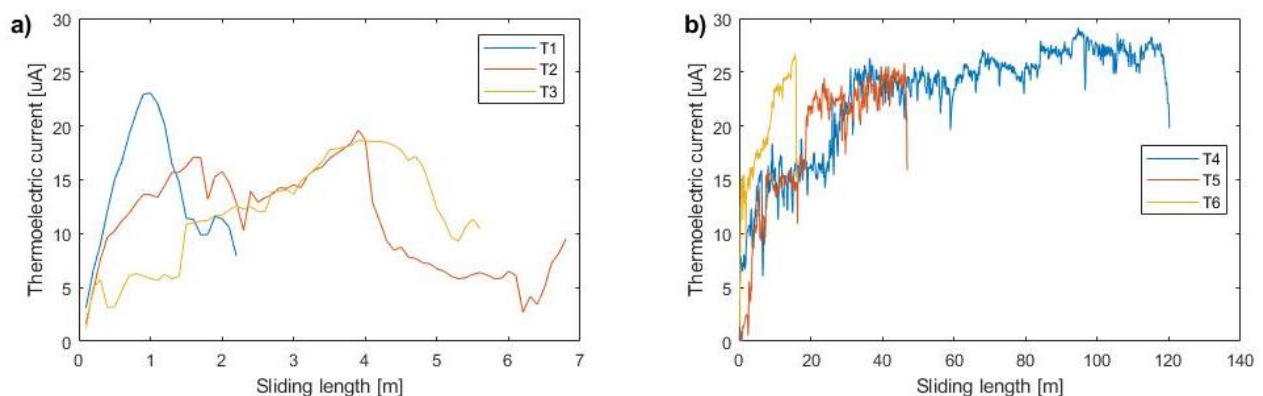 a)
Thermoelectric current [uA]
30
25
20
15
10
5
0
T1
T2
T3
0 1 2 3 4 5 6 7
Sliding length [m]
b)
Thermoelectric current [uA]
30
25
20
15
10
5
0
T4
T5
T6
0 20 40 60 80 100 120 140
Sliding length [m]